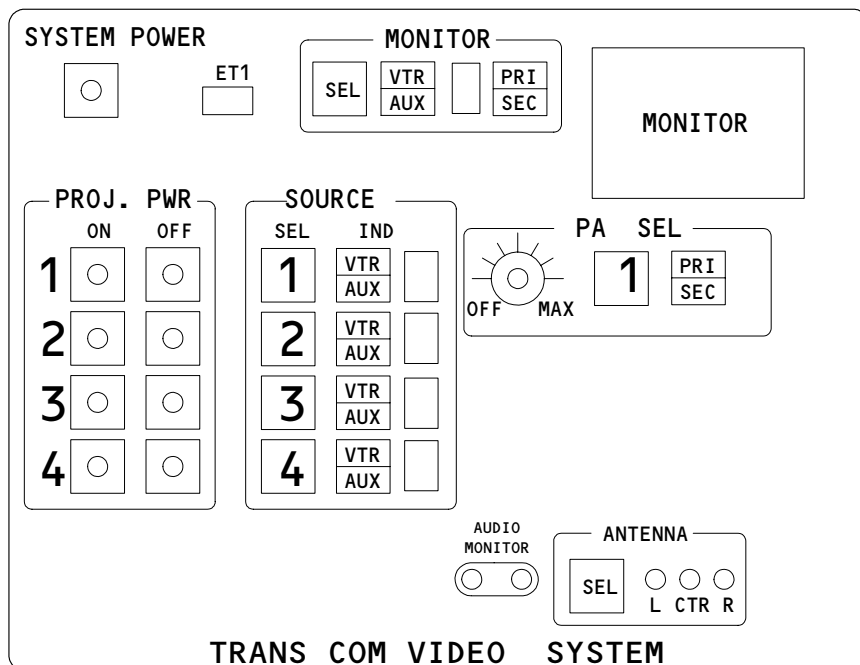 SYSTEM POWER
ET1
MONITOR
SEL
VTR
AUX
PRI
SEC
MONITOR
PROJ. PWR
ON OFF
1
2
3
4
SOURCE
SEL IND
1 VTR
AUX
2 VTR
AUX
3 VTR
AUX
4 VTR
AUX
PA SEL
OFF MAX
1
PRI
SEC
AUDIO
MONITOR
ANTENNA
SEL
L CTR R
TRANS COM VIDEO SYSTEM